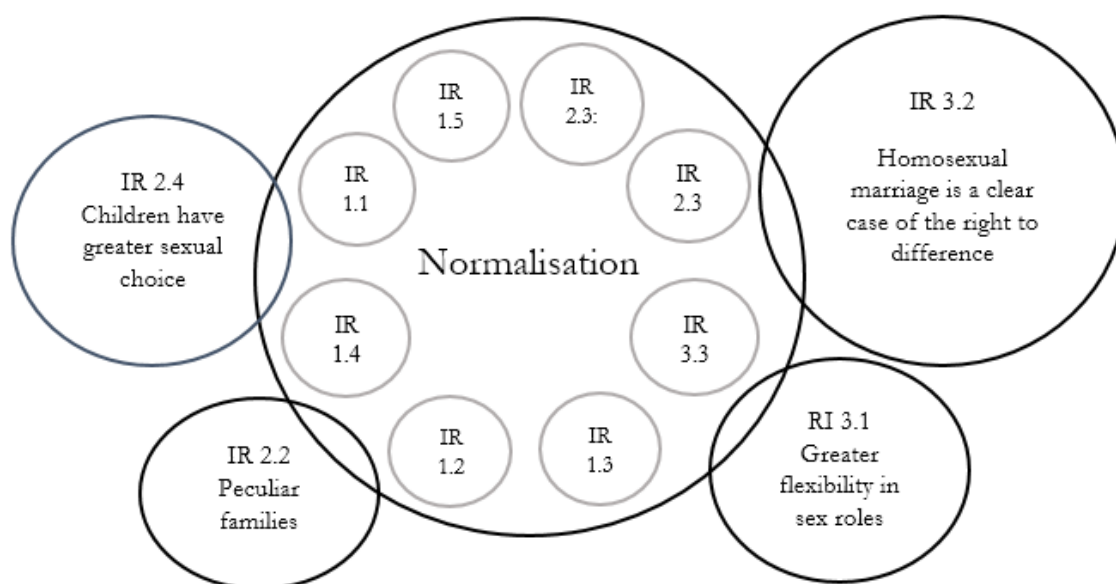 IR
1.5
IR
2.3:
IR 3.2
Homosexual
marriage is a clear
case of the right to
difference
IR 2.4
Children have
greater sexual
choice
IR
1.1
IR
2.3
Normalisation
IR
1.4
IR
3.3
IR 2.2
Peculiar
families
IR
1.2
IR
1.3
RI 3.1
Greater
flexibility in
sex roles